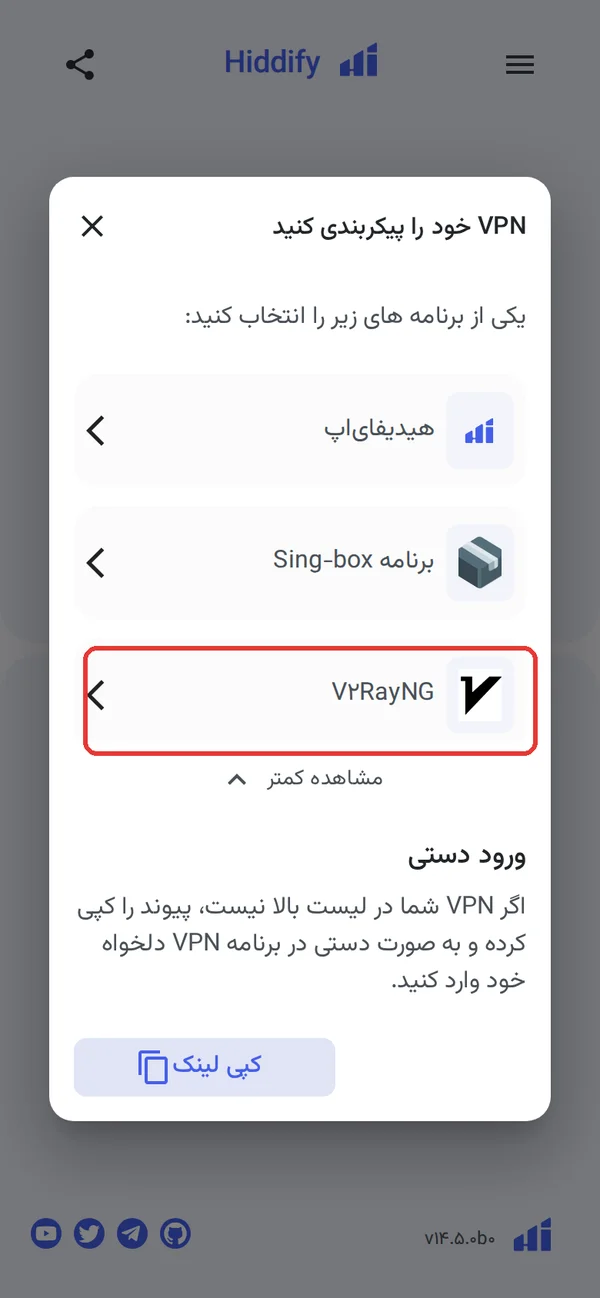 Hiddify
VPN خود را پیکربندی کنید
یکی از برنامه های زیر را انتخاب کنید:
هیدیفای‌اپ
برنامه Sing-box
V۲RayNG
مشاهده کمتر
ورود دستی
اگر VPN شما در لیست بالا نیست، پیوند را کپی
کرده و به صورت دستی در برنامه VPN دلخواه
خود وارد کنید.
کپی لینک
v۱۴.۵.۰b۰